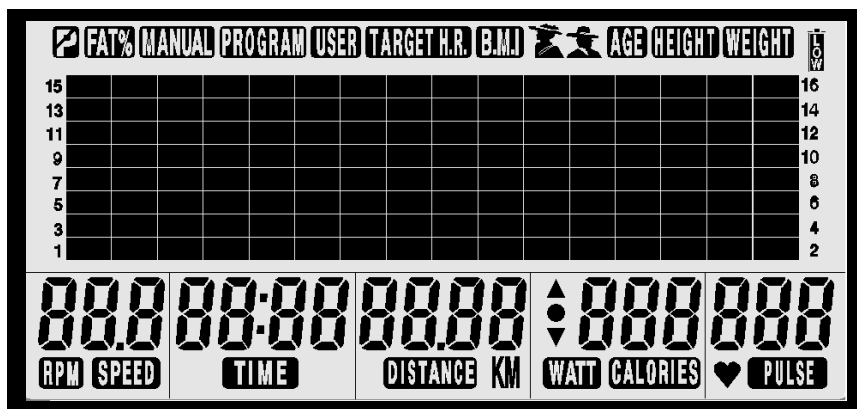 P FAT% MANUAL PROGRAM USER TARGET H.R. B.M.I AGE HEIGHT WEIGHT LOW
15 16
13 14
11 12
9 10
7 8
5 6
3 4
1 2
88.8 88:88 88.88 888 888
RPM SPEED TIME DISTANCE KM WATT CALORIES PULSE